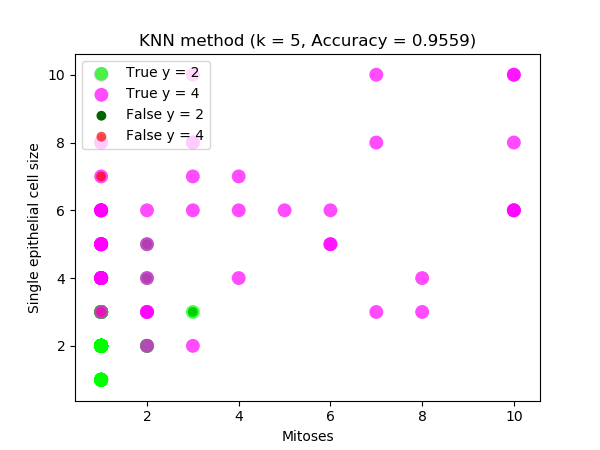 KNN method (k = 5, Accuracy = 0.9559)
True y = 2
True y = 4
False y = 2
False y = 4
10
8
6
4
2
Single epithelial cell size
2 4 6 8 10
Mitoses